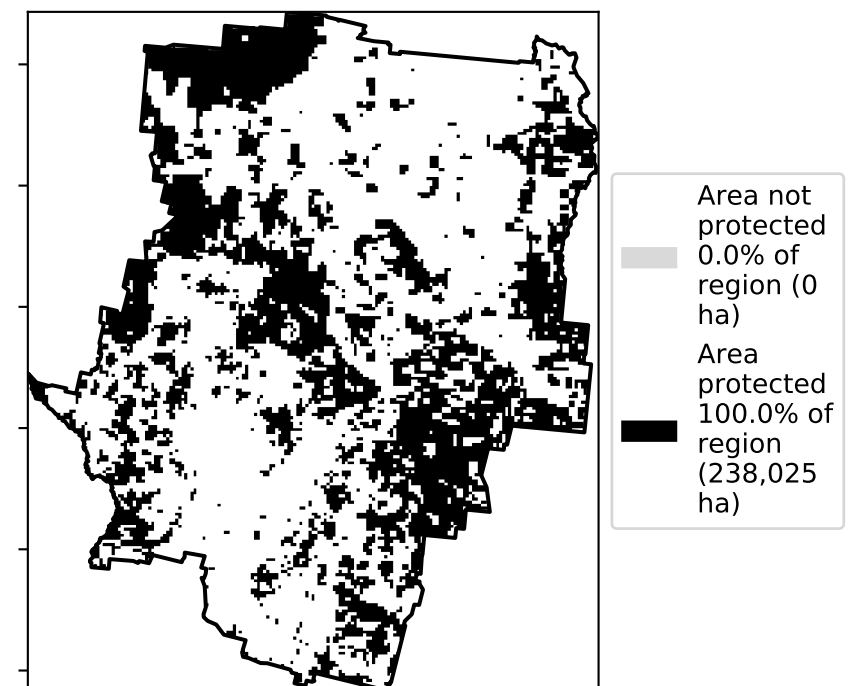 Area not
protected
0.0% of
region (0
ha)
Area
protected
100.0% of
region
(238,025
ha)